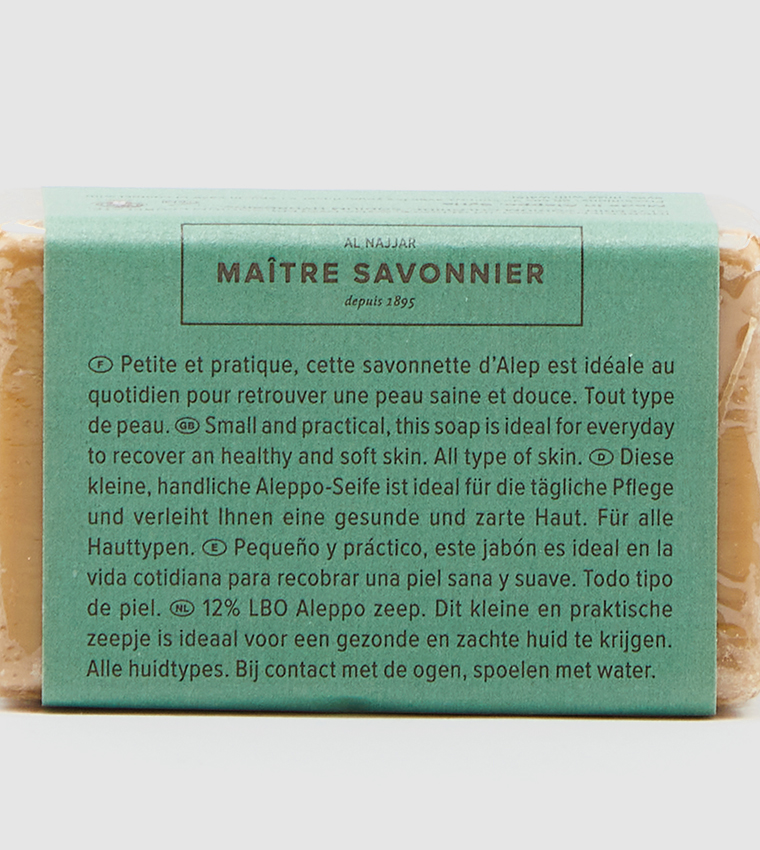 AL NAJJAR
MAÎTRE SAVONNIER
depuis 1895
F Petite et pratique, cette savonnette d'Alep est idéale au
quotidien pour retrouver une peau saine et douce. Tout type
de peau. GB Small and practical, this soap is ideal for everyday
to recover an healthy and soft skin. All type of skin. D Diese
kleine, handliche Aleppo-Seife ist ideal für die tägliche Pflege
und verleiht Ihnen eine gesunde und zarte Haut. Für alle
Hauttypen. E Pequeño y práctico, este jabón es ideal en la
vida cotidiana para recobrar una piel sana y suave. Todo tipo
de piel. NL 12% LBO Aleppo zeep. Dit kleine en praktische
zeepje is ideaal voor een gezonde en zachte huid te krijgen.
Alle huidtypes. Bij contact met de ogen, spoelen met water.